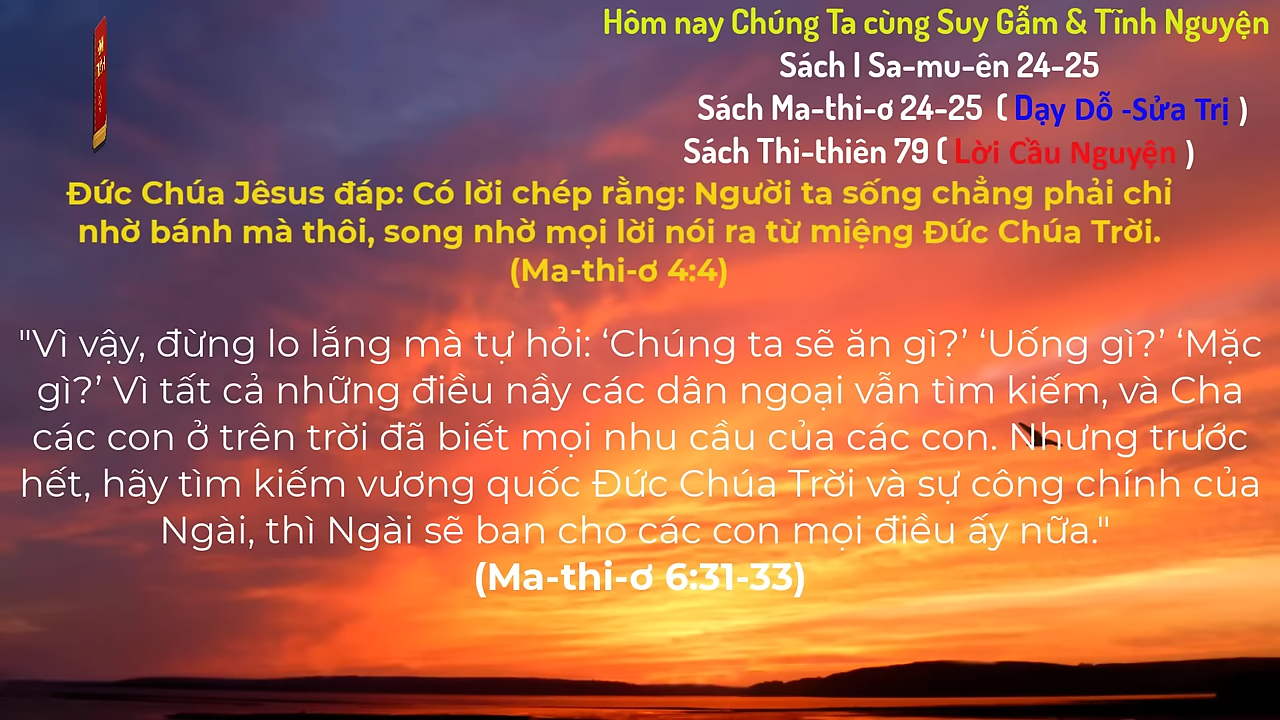 Hôm nay Chúng Ta cùng Suy Gẫm & Tĩnh Nguyện
Sách I Sa-mu-ên 24-25
Sách Ma-thi-ơ 24-25 ( Dạy Dỗ -Sửa Trị )
Sách Thi-thiên 79 ( Lời Cầu Nguyện )
Đức Chúa Jêsus đáp: Có lời chép rằng: Người ta sống chẳng phải chỉ
nhờ bánh mà thôi, song nhờ mọi lời nói ra từ miệng Đức Chúa Trời.
(Ma-thi-ơ 4:4)
"Vì vậy, đừng lo lắng mà tự hỏi: ‘Chúng ta sẽ ăn gì?’ ‘Uống gì?’ ‘Mặc
gì?’ Vì tất cả những điều nầy các dân ngoại vẫn tìm kiếm, và Cha
các con ở trên trời đã biết mọi nhu cầu của các con. Nhưng trước
hết, hãy tìm kiếm vương quốc Đức Chúa Trời và sự công chính của
Ngài, thì Ngài sẽ ban cho các con mọi điều ấy nữa."
(Ma-thi-ơ 6:31-33)